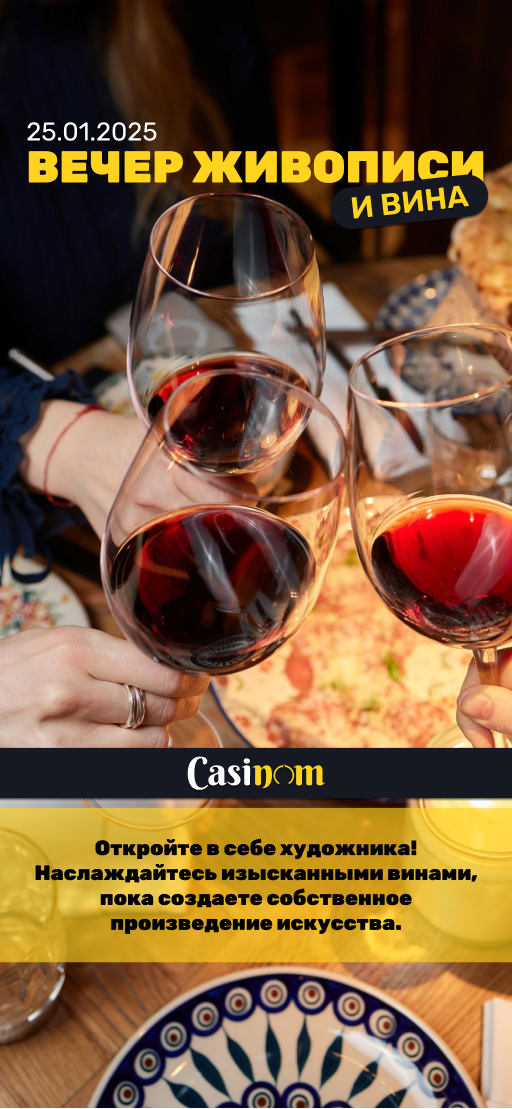 25.01.2025
ВЕЧЕР ЖИВОПИСИ
И ВИНА
Casinom
Откройте в себе художника!
Наслаждайтесь изысканными винами,
пока создаете собственное
произведение искусства.